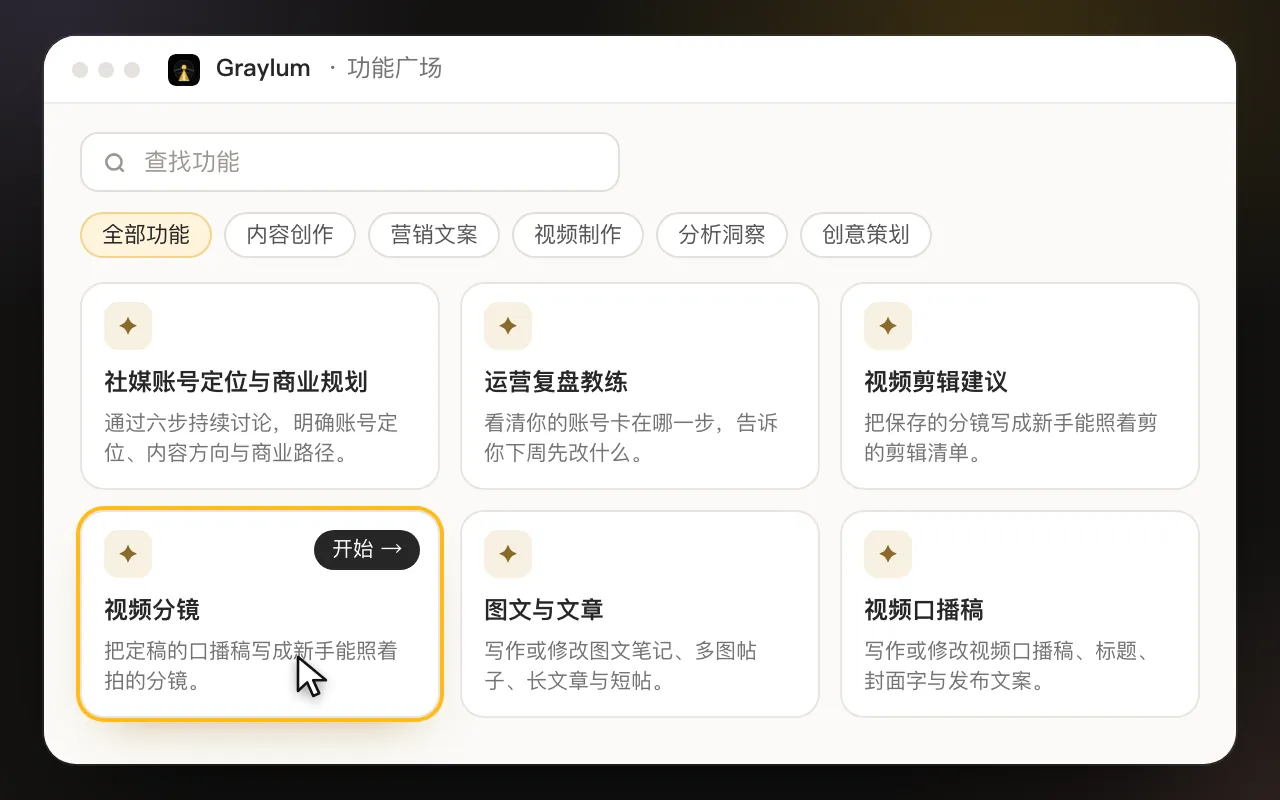 Graylum · 功能广场
查找功能
全部功能
内容创作
营销文案
视频制作
分析洞察
创意策划
社媒账号定位与商业规划
通过六步持续讨论，明确账号定
位、内容方向与商业路径。
运营复盘教练
看清你的账号卡在哪一步，告诉
你下周先改什么。
视频剪辑建议
把保存的分镜写成新手能照着剪
的剪辑清单。
开始 →
视频分镜
把定稿的口播稿写成新手能照着
拍的分镜。
图文与文章
写作或修改图文笔记、多图帖
子、长文章与短帖。
视频口播稿
写作或修改视频口播稿、标题、
封面字与发布文案。